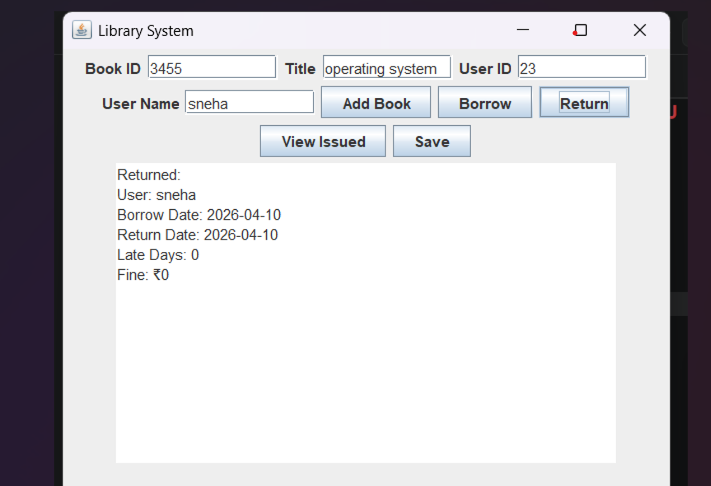 Library System
Book ID 3455 Title operating system User ID 23
User Name sneha Add Book Borrow Return
View Issued Save
Returned:
User: sneha
Borrow Date: 2026-04-10
Return Date: 2026-04-10
Late Days: 0
Fine: ₹0